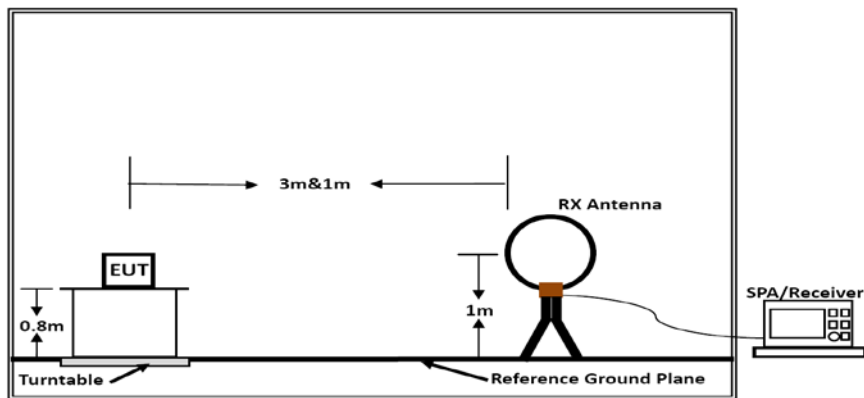 3m&1m
RX Antenna
EUT
SPA/Receiver
0.8m
1m
Turntable
Reference Ground Plane